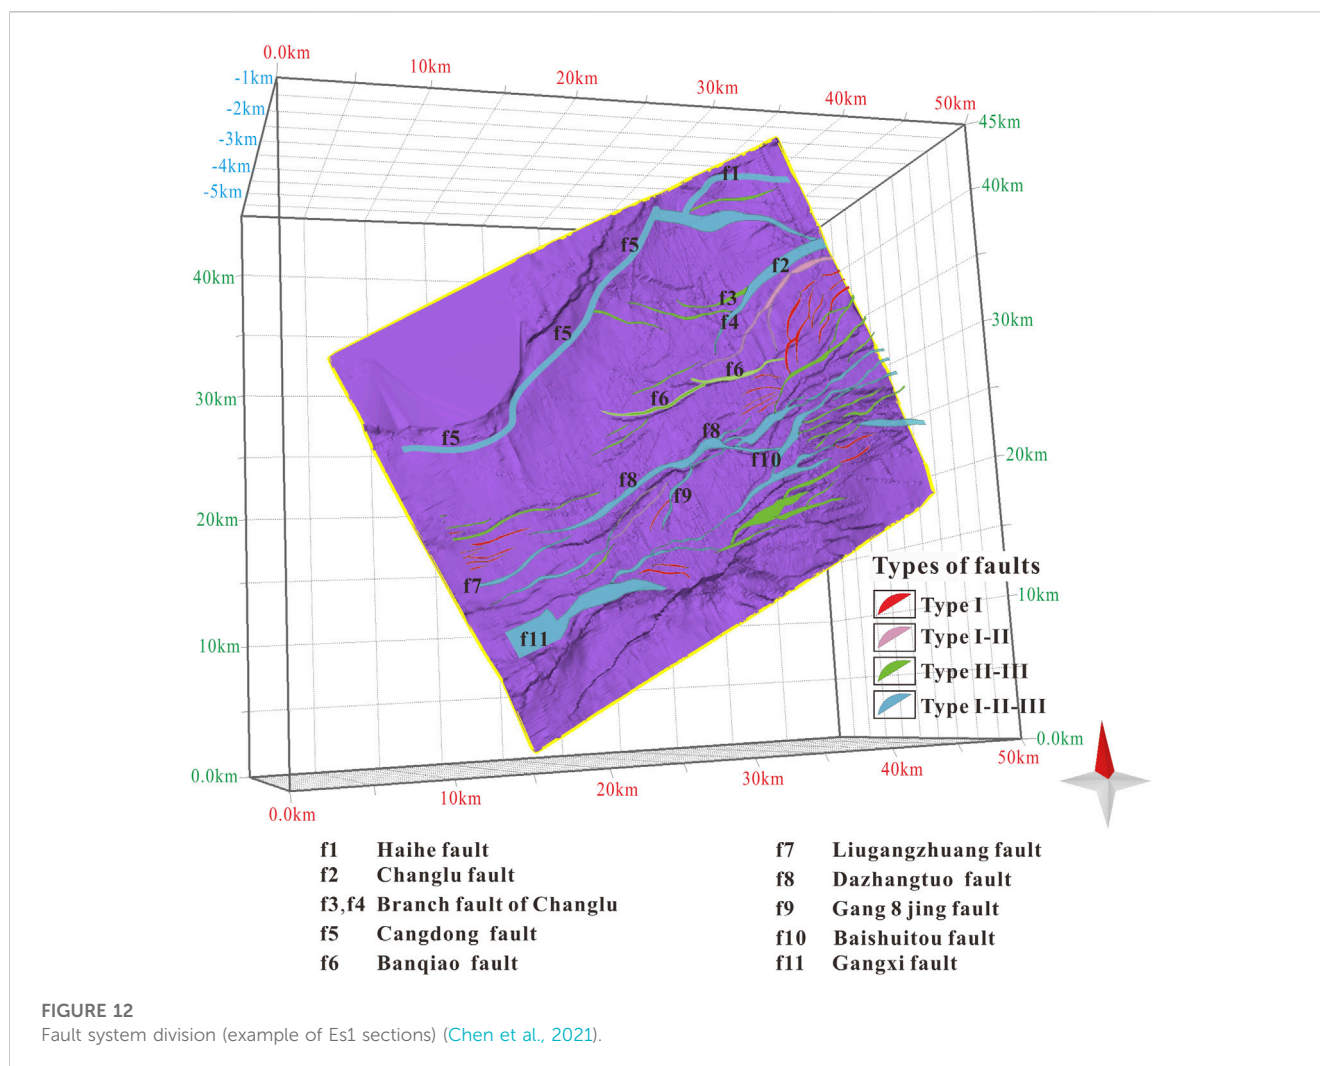 0.0km
10km
20km
30km
40km
50km
-1km
-2km
-3km
-4km
-5km
45km
40km
30km
20km
10km
0.0km
40km
30km
20km
10km
0.0km
0.0km
10km
20km
30km
40km
50km
f1
f5
f2
f3
f4
f5
f6
f6
f5
f8
f10
f8
f9
f7
f11
Types of faults
Type I
Type I-II
Type II-III
Type I-II-III
f1 Haihe fault
f2 Changlu fault
f3,f4 Branch fault of Changlu
f5 Cangdong fault
f6 Banqiao fault
f7 Liugangzhuang fault
f8 Dazhangtuo fault
f9 Gang 8 jing fault
f10 Baishuitou fault
f11 Gangxi fault
FIGURE 12
Fault system division (example of Es1 sections) (Chen et al., 2021).